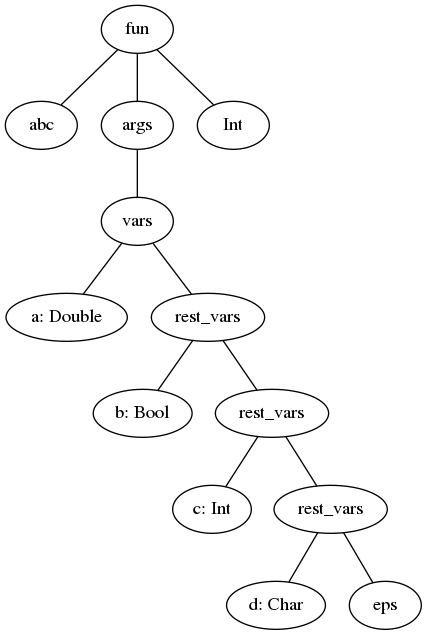 fun
abc
args
Int
vars
a: Double
rest_vars
b: Bool
rest_vars
c: Int
rest_vars
d: Char
eps